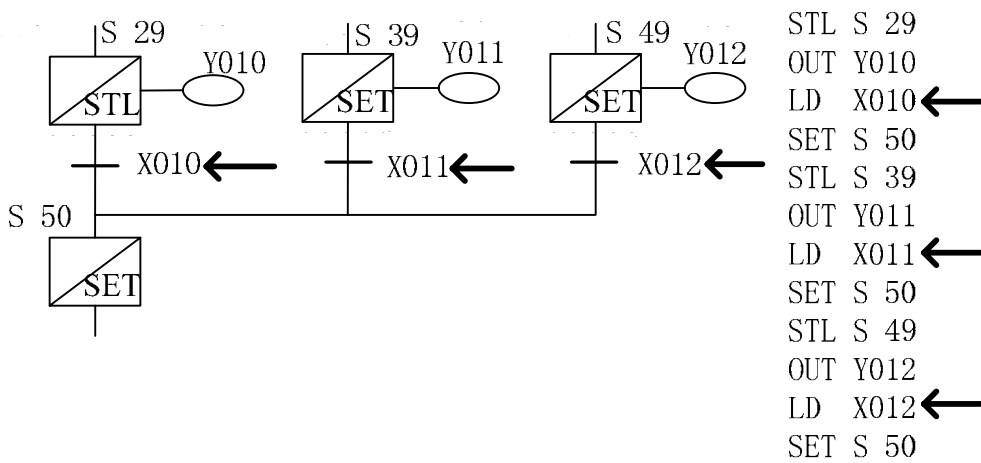 S 29
S 39
S 49
Y010
Y011
Y012
STL
SET
SET
X010
X011
X012
S 50
SET
STL S 29
OUT Y010
LD X010
SET S 50
STL S 39
OUT Y011
LD X011
SET S 50
STL S 49
OUT Y012
LD X012
SET S 50